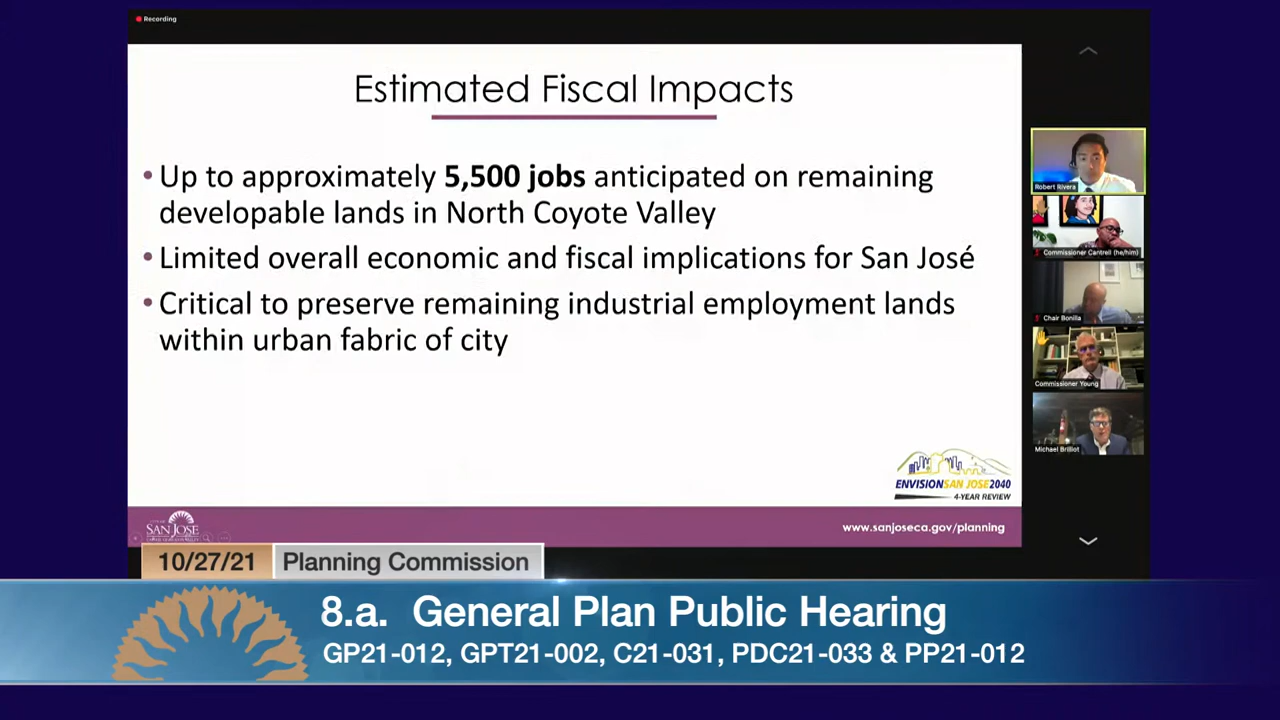 Recording
Estimated Fiscal Impacts
• Up to approximately 5,500 jobs anticipated on remaining
developable lands in North Coyote Valley
• Limited overall economic and fiscal implications for San José
• Critical to preserve remaining industrial employment lands
within urban fabric of city
ENVISION SAN JOSE 2040
4-YEAR REVIEW
SAN JOSE
www.sanjoseca.gov/planning
Robert Rivera
Commissioner Cantrell (he/him)
Chair Bonilla
Commissioner Young
Michael Brilliot
10/27/21 Planning Commission
8.a. General Plan Public Hearing
GP21-012, GPT21-002, C21-031, PDC21-033 & PP21-012